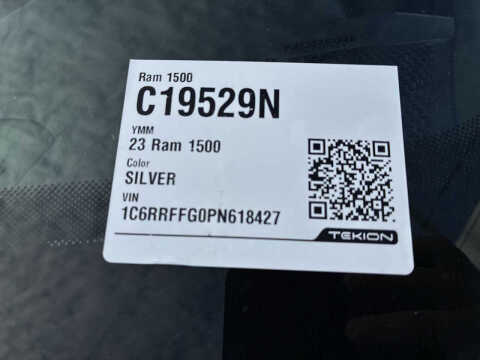 Ram 1500
C19529N
YMM
23 Ram 1500
Color
SILVER
VIN
1C6RRFFG0PN618427
TEKION